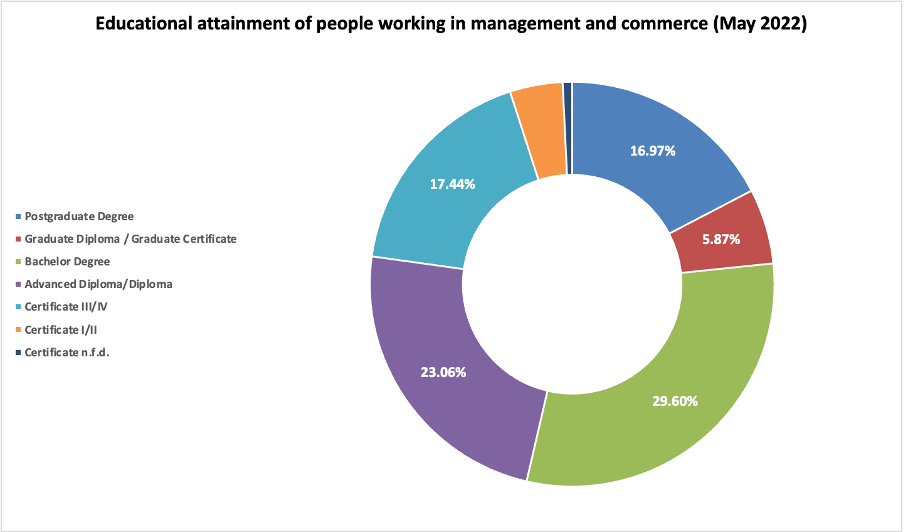 Educational attainment of people working in management and commerce (May 2022)
Postgraduate Degree
Graduate Diploma / Graduate Certificate
Bachelor Degree
Advanced Diploma/Diploma
Certificate III/IV
Certificate I/II
Certificate n.f.d.
16.97%
5.87%
29.60%
23.06%
17.44%